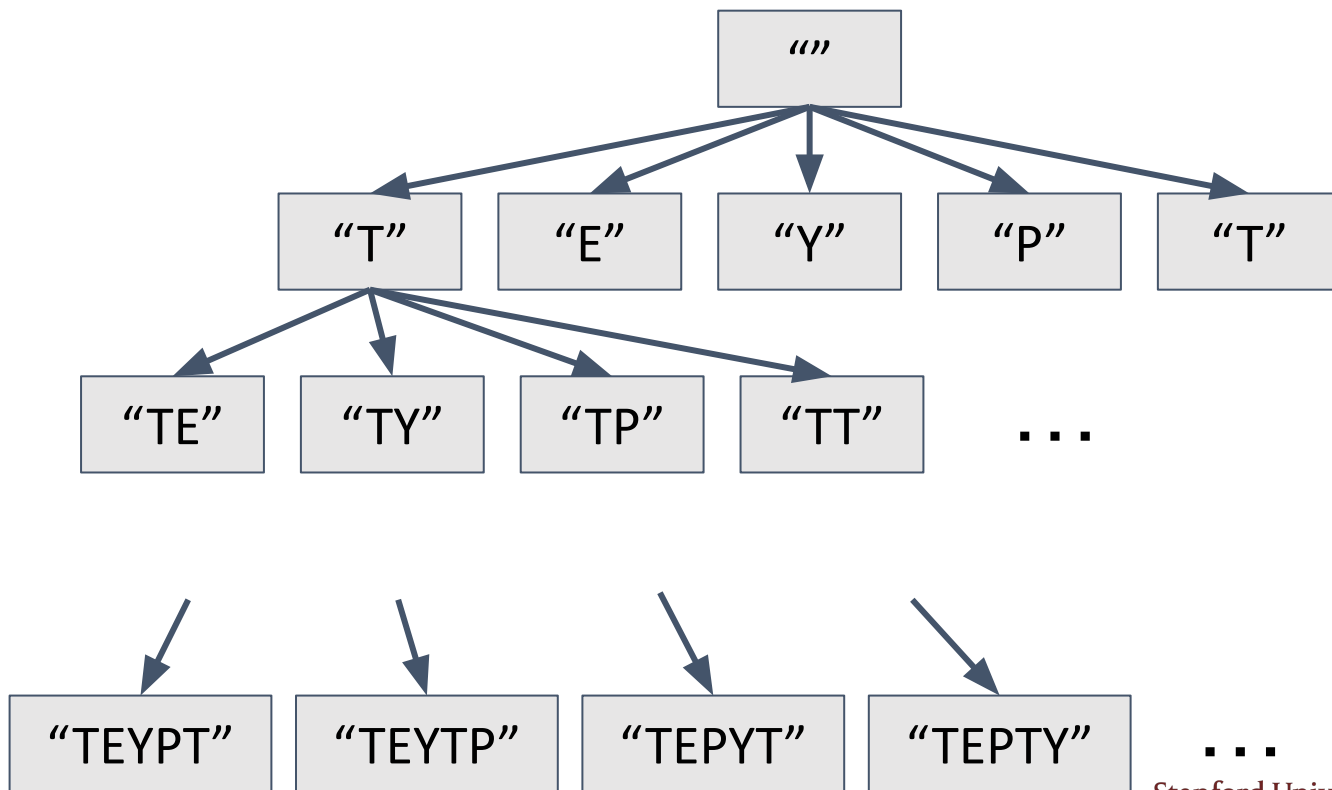 “”
“T” “E” “Y” “P” “T”
“TE” “TY” “TP” “TT” ...
“TEYPT” “TEYTP” “TEPYT” “TEPTY” ...